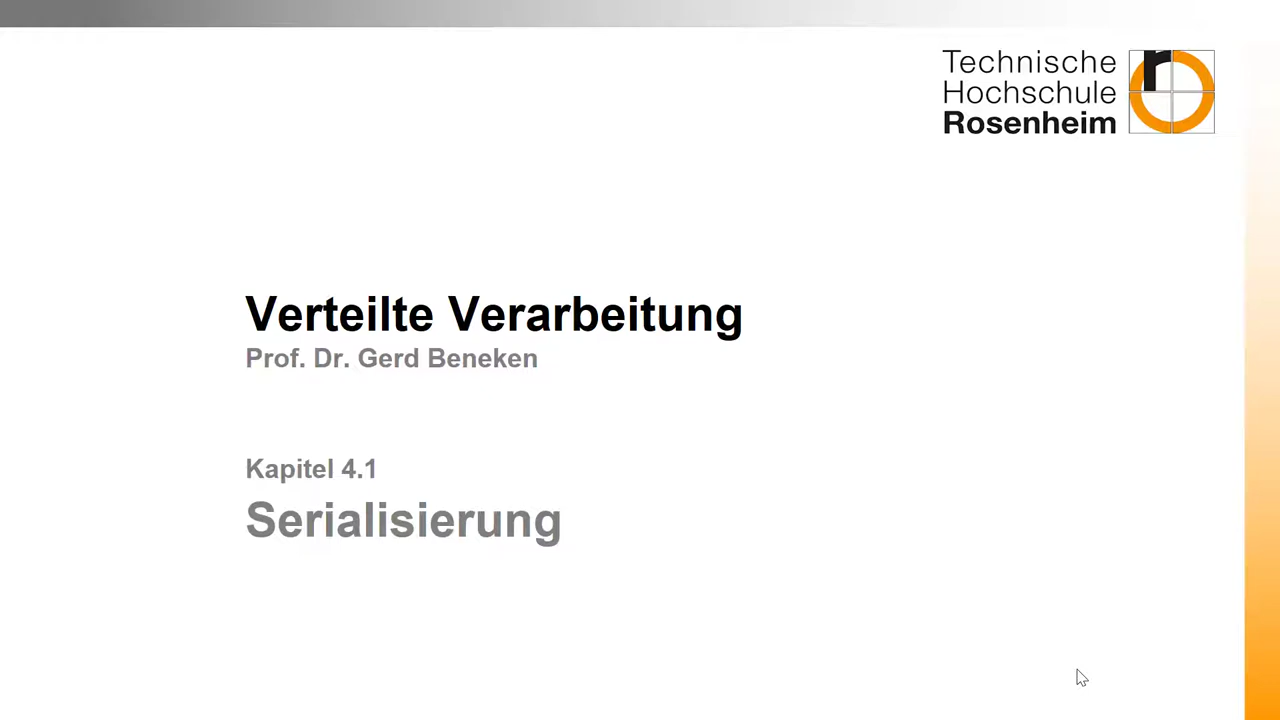 Technische
Hochschule
Rosenheim
Verteilte Verarbeitung
Prof. Dr. Gerd Beneken
Kapitel 4.1
Serialisierung